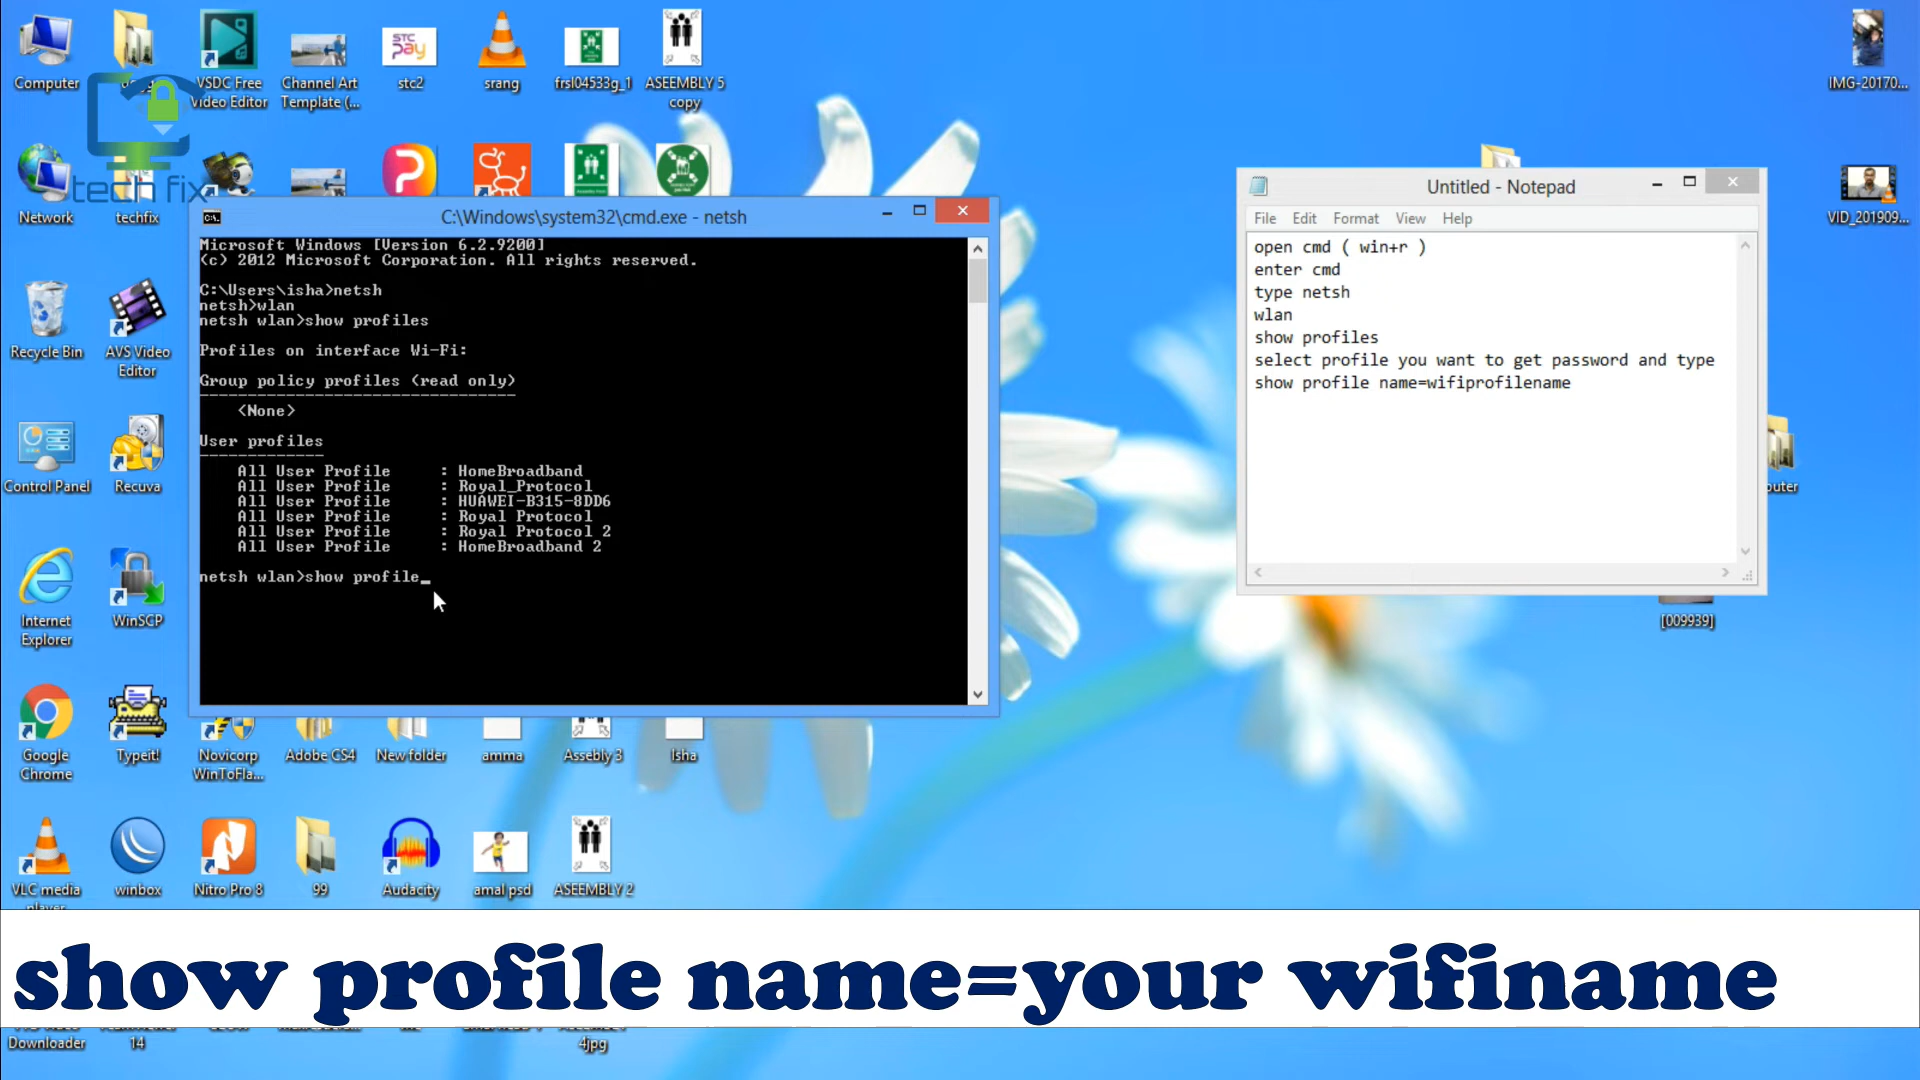 Computer
VSDC Free
Video Editor
Channel Art
Template (...
stc pay
stc2
srang
frsl04533g_1
ASEEMBLY 5
copy
IMG-20170...
Network
tech fix
techfix
VID_201909...
C:\Windows\system32\cmd.exe - netsh
Microsoft Windows [Version 6.2.9200]
(c) 2012 Microsoft Corporation. All rights reserved.
C:\Users\isha>netsh
netsh>wlan
netsh wlan>show profiles
Profiles on interface Wi-Fi:
Group policy profiles (read only)
---------------------------------
<None>
User profiles
-------------
All User Profile : HomeBroadband
All User Profile : Royal_Protocol
All User Profile : HUAWEI-B315-8DD6
All User Profile : Royal Protocol
All User Profile : Royal Protocol 2
All User Profile : HomeBroadband 2
netsh wlan>show profile_
Untitled - Notepad
File Edit Format View Help
open cmd ( win+r )
enter cmd
type netsh
wlan
show profiles
select profile you want to get password and type
show profile name=wifiprofilename
Recycle Bin
AVS Video
Editor
Control Panel
Recuva
Internet
Explorer
WinSCP
[009939]
Google
Chrome
TypeIt!
Novicorp
WinToFla...
Adobe CS4
New folder
amma
Assebly 3
Isha
VLC media
winbox
Nitro Pro 8
99
Audacity
amal psd
ASEEMBLY 2
show profile name=your wifiname
Downloader
14
4jpg